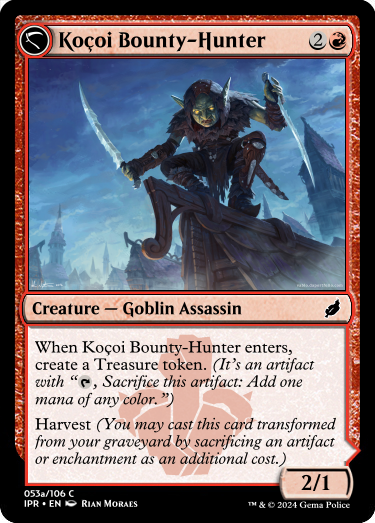 Koçoi Bounty-Hunter 2
Creature — Goblin Assassin
When Koçoi Bounty-Hunter enters,
create a Treasure token. (It's an artifact
with “, Sacrifice this artifact: Add one
mana of any color.”)
Harvest (You may cast this card transformed
from your graveyard by sacrificing an artifact
or enchantment as an additional cost.)
2/1
053a/106 C
IPR • EN Rian Moraes
™ & © 2024 Gema Police